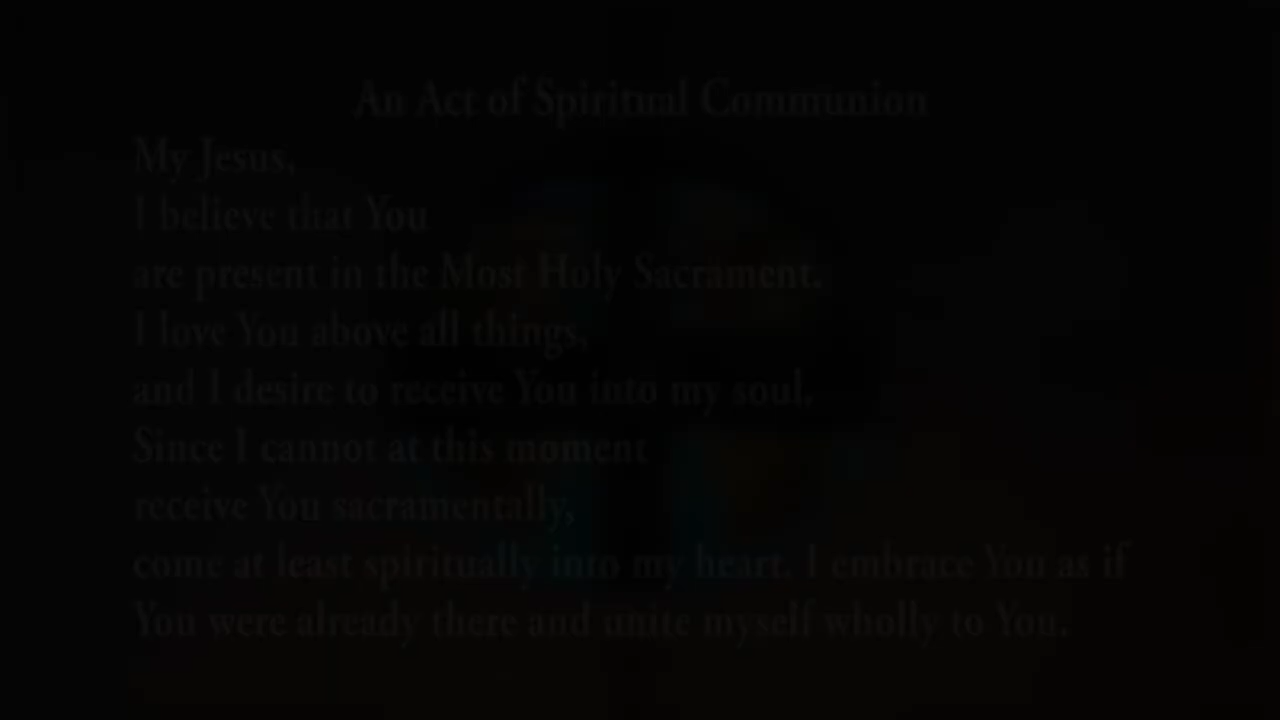 An Act of Spiritual Communion
My Jesus,
I believe that You
are present in the Most Holy Sacrament.
I love You above all things,
and I desire to receive You into my soul.
Since I cannot at this moment
receive You sacramentally,
come at least spiritually into my heart. I embrace You as if
You were already there and unite myself wholly to You.